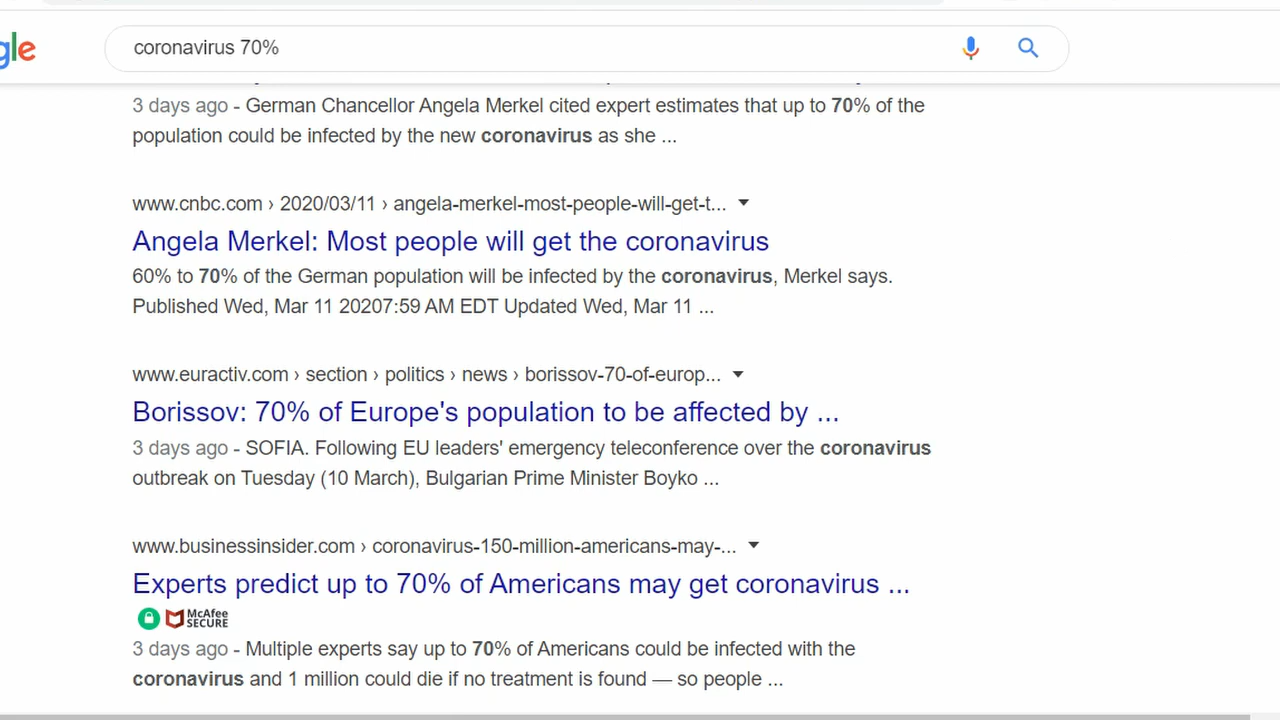 gle
coronavirus 70%
3 days ago - German Chancellor Angela Merkel cited expert estimates that up to 70% of the
population could be infected by the new coronavirus as she ...
www.cnbc.com › 2020/03/11 › angela-merkel-most-people-will-get-t...
Angela Merkel: Most people will get the coronavirus
60% to 70% of the German population will be infected by the coronavirus, Merkel says.
Published Wed, Mar 11 20207:59 AM EDT Updated Wed, Mar 11 ...
www.euractiv.com › section › politics › news › borissov-70-of-europ...
Borissov: 70% of Europe's population to be affected by ...
3 days ago - SOFIA. Following EU leaders' emergency teleconference over the coronavirus
outbreak on Tuesday (10 March), Bulgarian Prime Minister Boyko ...
www.businessinsider.com › coronavirus-150-million-americans-may-...
Experts predict up to 70% of Americans may get coronavirus ...
McAfee
SECURE
3 days ago - Multiple experts say up to 70% of Americans could be infected with the
coronavirus and 1 million could die if no treatment is found — so people ...